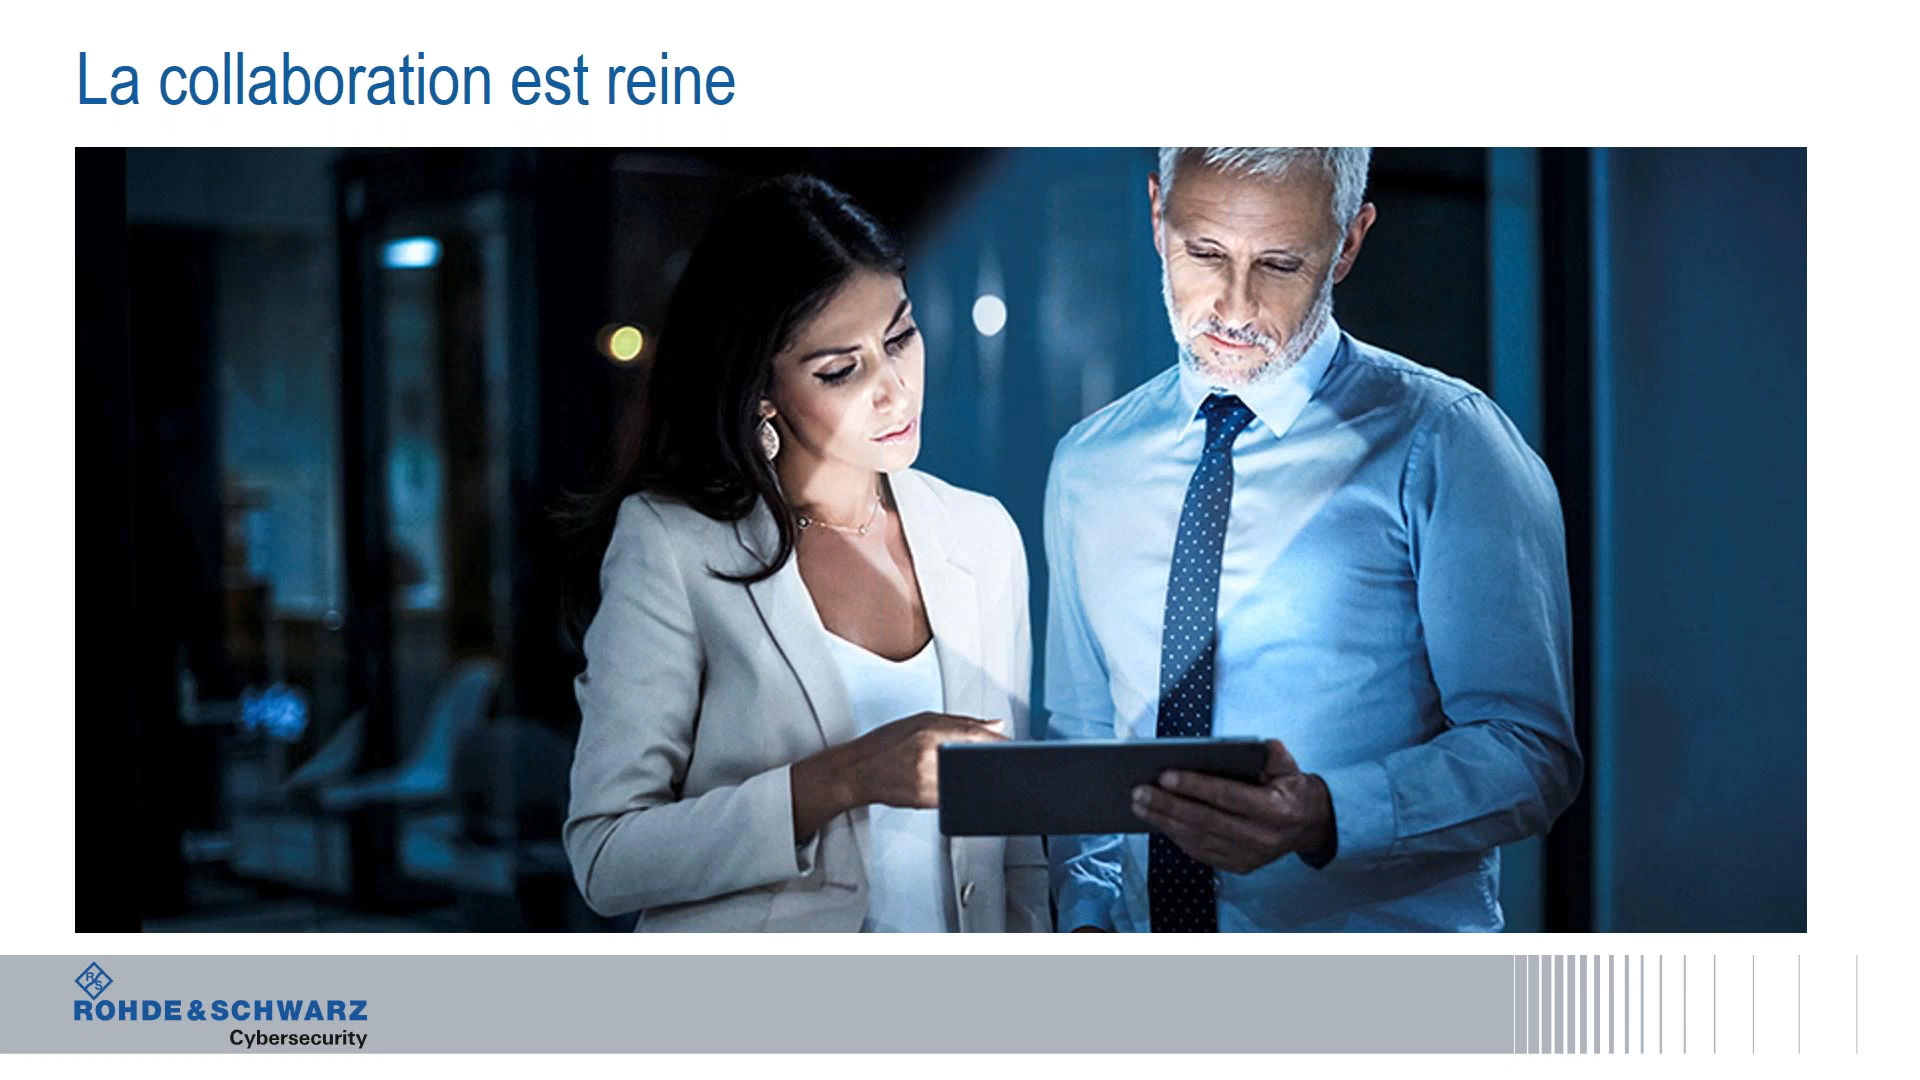 La collaboration est reine
R
S
ROHDE&SCHWARZ
Cybersecurity